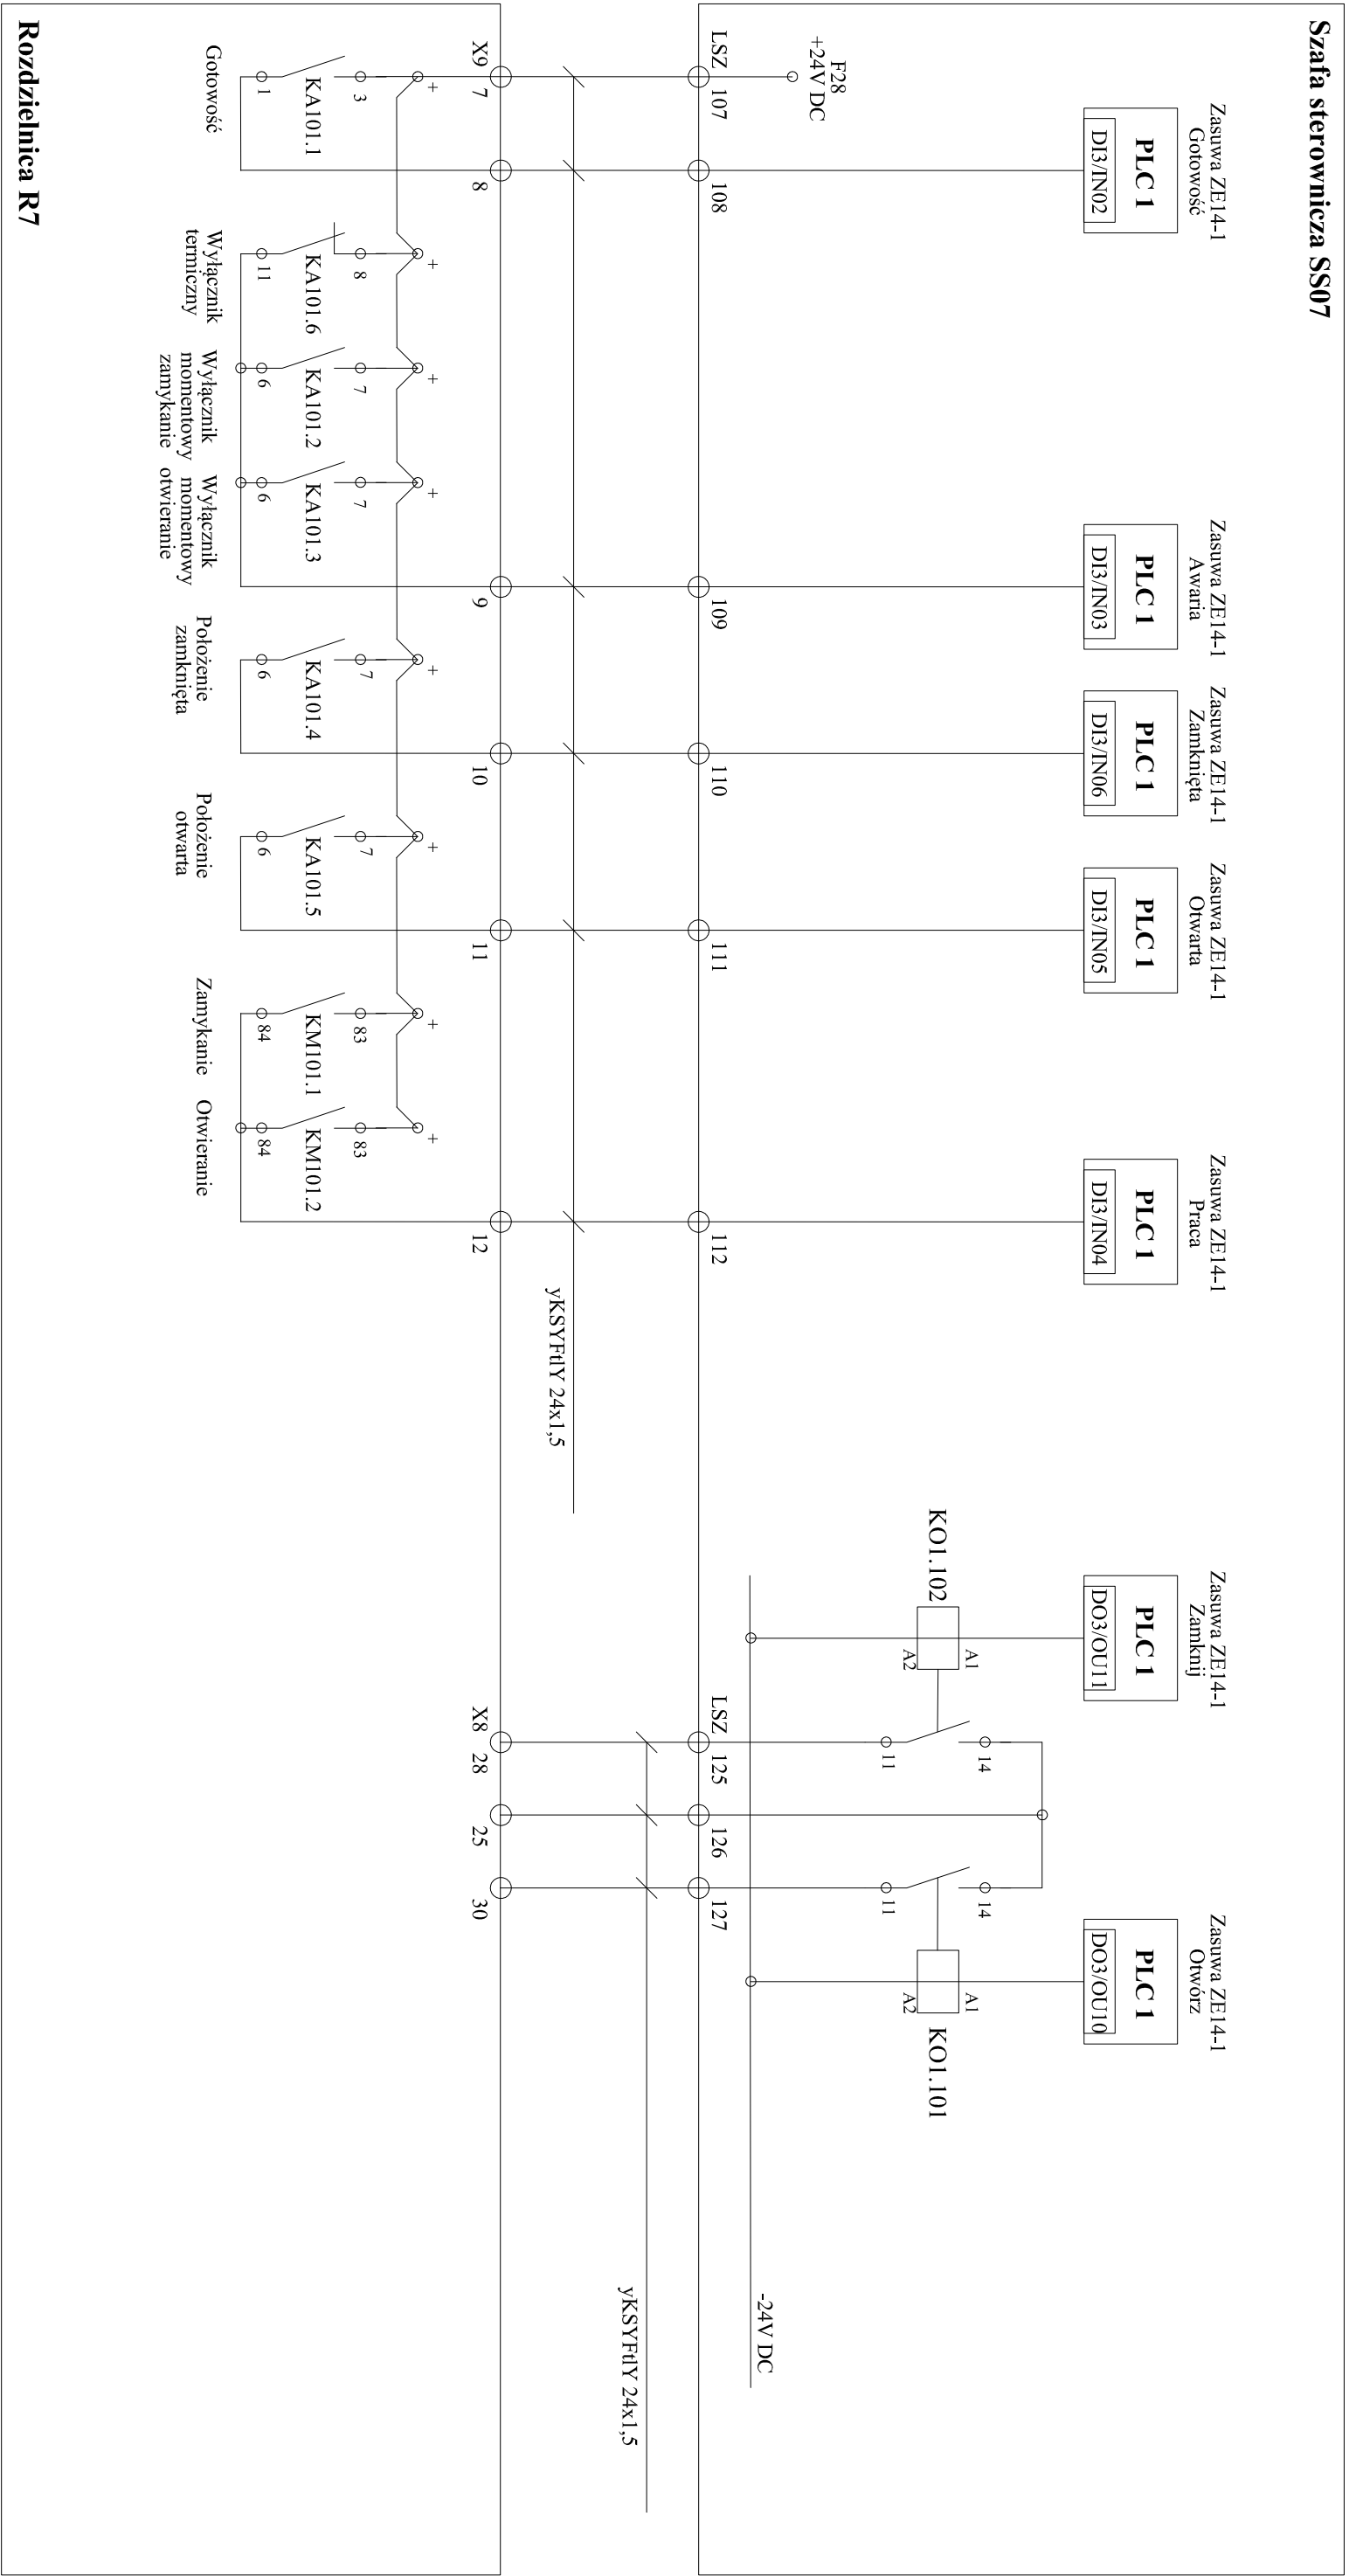 Szafa sterownicza SS07
Zasuwa ZE14-1
Gotowość
PLC 1
DI3/IN02
Zasuwa ZE14-1
Awaria
PLC 1
DI3/IN03
Zasuwa ZE14-1
Zamknięta
PLC 1
DI3/IN06
Zasuwa ZE14-1
Otwarta
PLC 1
DI3/IN05
Zasuwa ZE14-1
Praca
PLC 1
DI3/IN04
Zasuwa ZE14-1
Zamknij
PLC 1
DO3/OU11
Zasuwa ZE14-1
Otwórz
PLC 1
DO3/OU10
KO1.102
A1
A2
14
11
14
11
A1
A2
KO1.101
F28
+24V DC
-24V DC
LSZ
107
108
109
110
111
112
LSZ
125
126
127
yKSYFtlY 24x1,5
yKSYFtlY 24x1,5
X9
7
8
9
10
11
12
X8
28
25
30
+
+
+
+
+
+
+
+
3
KA101.1
1
8
KA101.6
11
7
KA101.2
6
7
KA101.3
6
7
KA101.4
6
7
KA101.5
6
83
KM101.1
84
83
KM101.2
84
Gotowość
Wyłącznik
termiczny
Wyłącznik
momentowy
zamykanie
Wyłącznik
momentowy
otwieranie
Położenie
zamknięta
Położenie
otwarta
Zamykanie
Otwieranie
Rozdzielnica R7